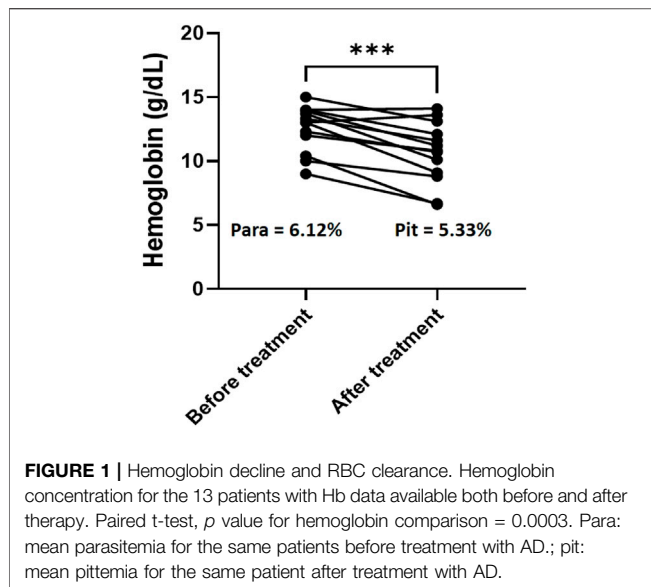 20
***
15
10
5
0
Hemoglobin (g/dL)
Para = 6.12%
Pit = 5.33%
Before treatment
After treatment
FIGURE 1 | Hemoglobin decline and RBC clearance. Hemoglobin
concentration for the 13 patients with Hb data available both before and after
therapy. Paired t-test, p value for hemoglobin comparison = 0.0003. Para:
mean parasitemia for the same patients before treatment with AD.; pit:
mean pittemia for the same patient after treatment with AD.